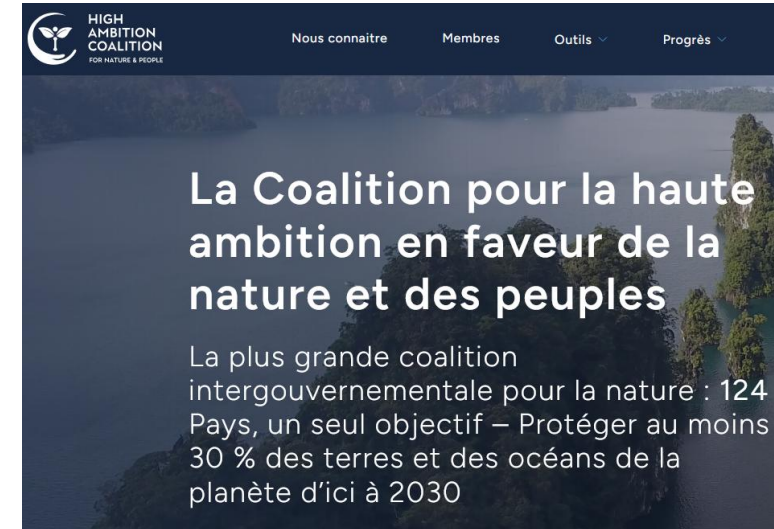 HIGH
AMBITION
COALITION
FOR NATURE & PEOPLE
Nous connaitre
Membres
Outils
Progrès
La Coalition pour la haute
ambition en faveur de la
nature et des peuples
La plus grande coalition
intergouvernementale pour la nature : 124
Pays, un seul objectif – Protéger au moins
30 % des terres et des océans de la
planète d'ici à 2030